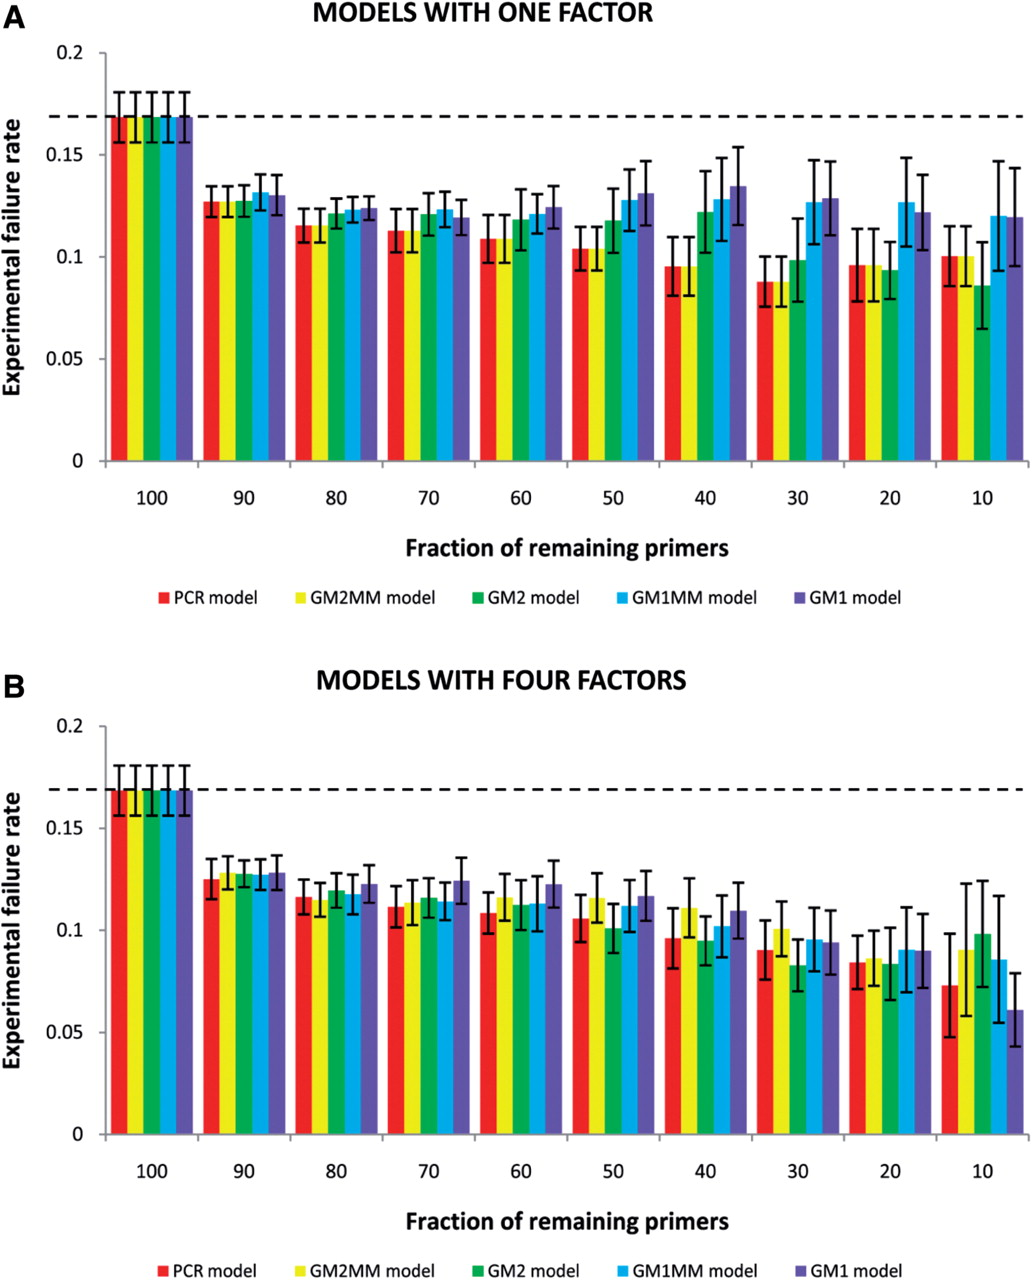 A
MODELS WITH ONE FACTOR
Experimental failure rate
0.2
0.15
0.1
0.05
0
100 90 80 70 60 50 40 30 20 10
Fraction of remaining primers
PCR model GM2MM model GM2 model GM1MM model GM1 model
B
MODELS WITH FOUR FACTORS
Experimental failure rate
0.2
0.15
0.1
0.05
0
100 90 80 70 60 50 40 30 20 10
Fraction of remaining primers
PCR model GM2MM model GM2 model GM1MM model GM1 model